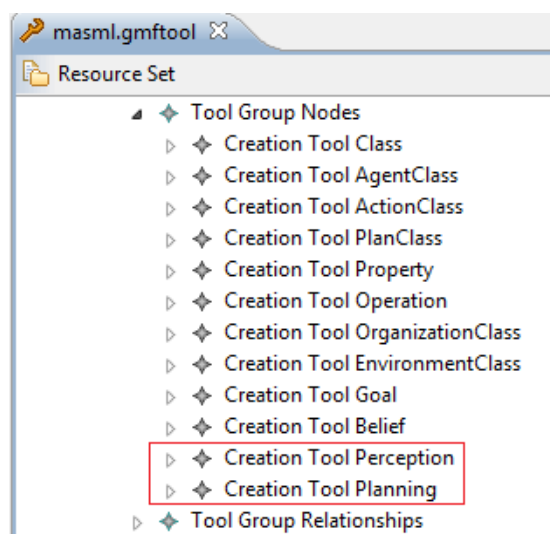 masml.gmftool
Resource Set
Tool Group Nodes
Creation Tool Class
Creation Tool AgentClass
Creation Tool ActionClass
Creation Tool PlanClass
Creation Tool Property
Creation Tool Operation
Creation Tool OrganizationClass
Creation Tool EnvironmentClass
Creation Tool Goal
Creation Tool Belief
Creation Tool Perception
Creation Tool Planning
Tool Group Relationships